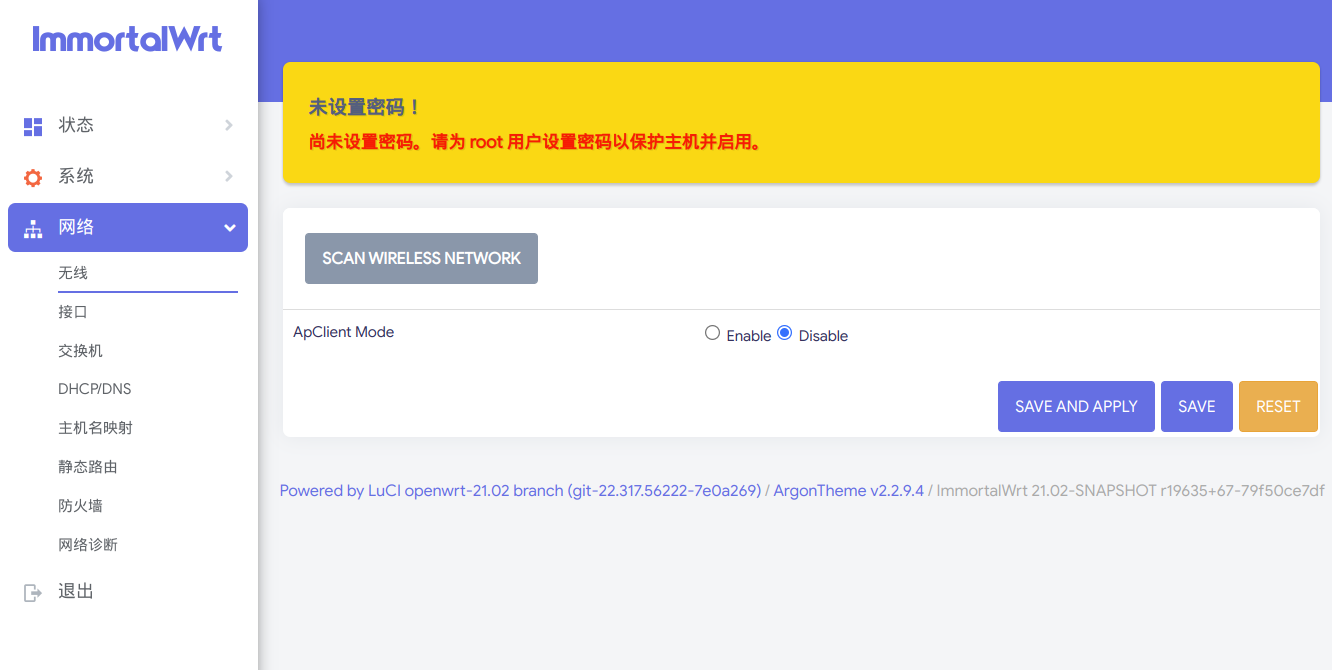 ImmortalWrt
状态
系统
网络
无线
接口
交换机
DHCP/DNS
主机名映射
静态路由
防火墙
网络诊断
退出
未设置密码！
尚未设置密码。请为 root 用户设置密码以保护主机并启用。
SCAN WIRELESS NETWORK
ApClient Mode Enable Disable
SAVE AND APPLY SAVE RESET
Powered by LuCI openwrt-21.02 branch (git-22.317.56222-7e0a269) / ArgonTheme v2.2.9.4 / ImmortalWrt 21.02-SNAPSHOT r19635+67-79f50ce7df